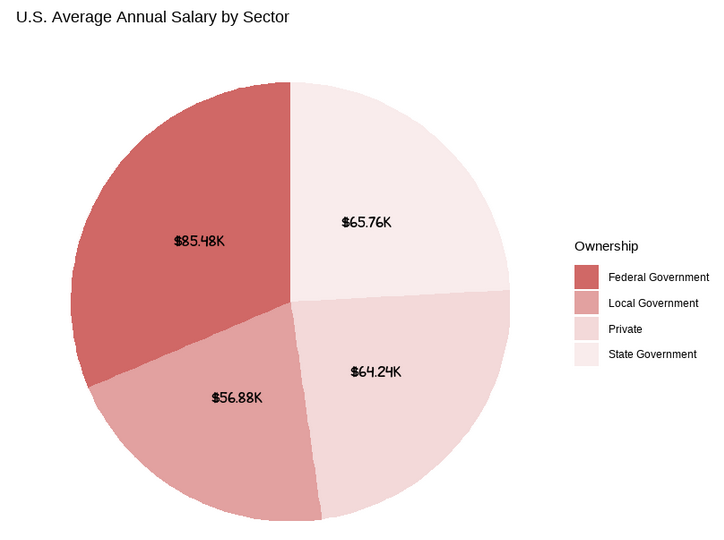 U.S. Average Annual Salary by Sector
$65.76K
$85.48K
$64.24K
$56.88K
Ownership
Federal Government
Local Government
Private
State Government